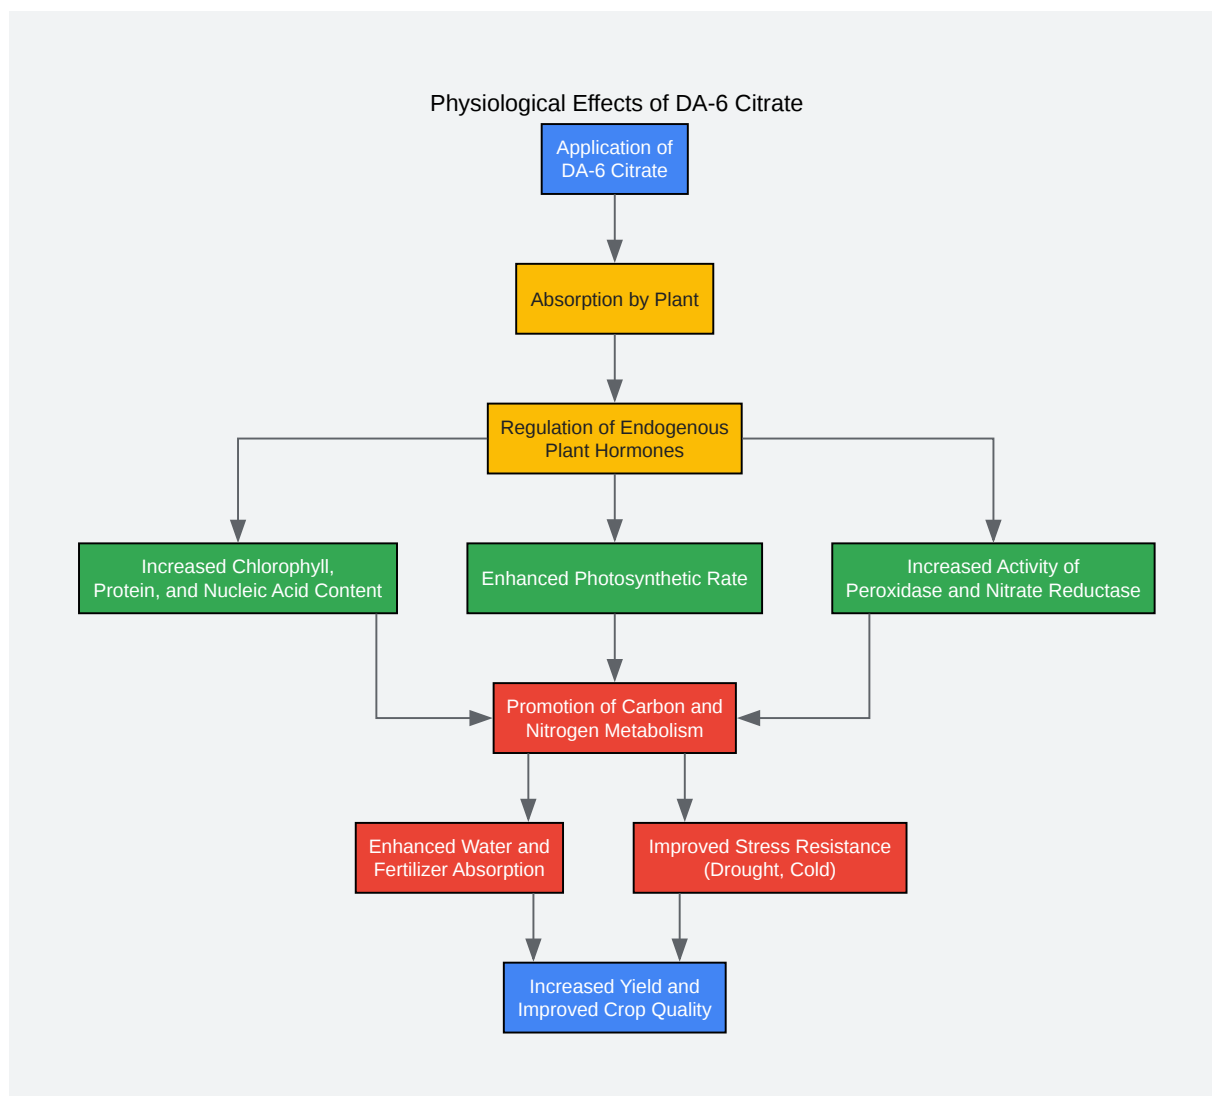 Physiological Effects of DA-6 Citrate
Application of
DA-6 Citrate
Absorption by Plant
Regulation of Endogenous
Plant Hormones
Increased Chlorophyll,
Protein, and Nucleic Acid Content
Enhanced Photosynthetic Rate
Increased Activity of
Peroxidase and Nitrate Reductase
Promotion of Carbon and
Nitrogen Metabolism
Enhanced Water and
Fertilizer Absorption
Improved Stress Resistance
(Drought, Cold)
Increased Yield and
Improved Crop Quality